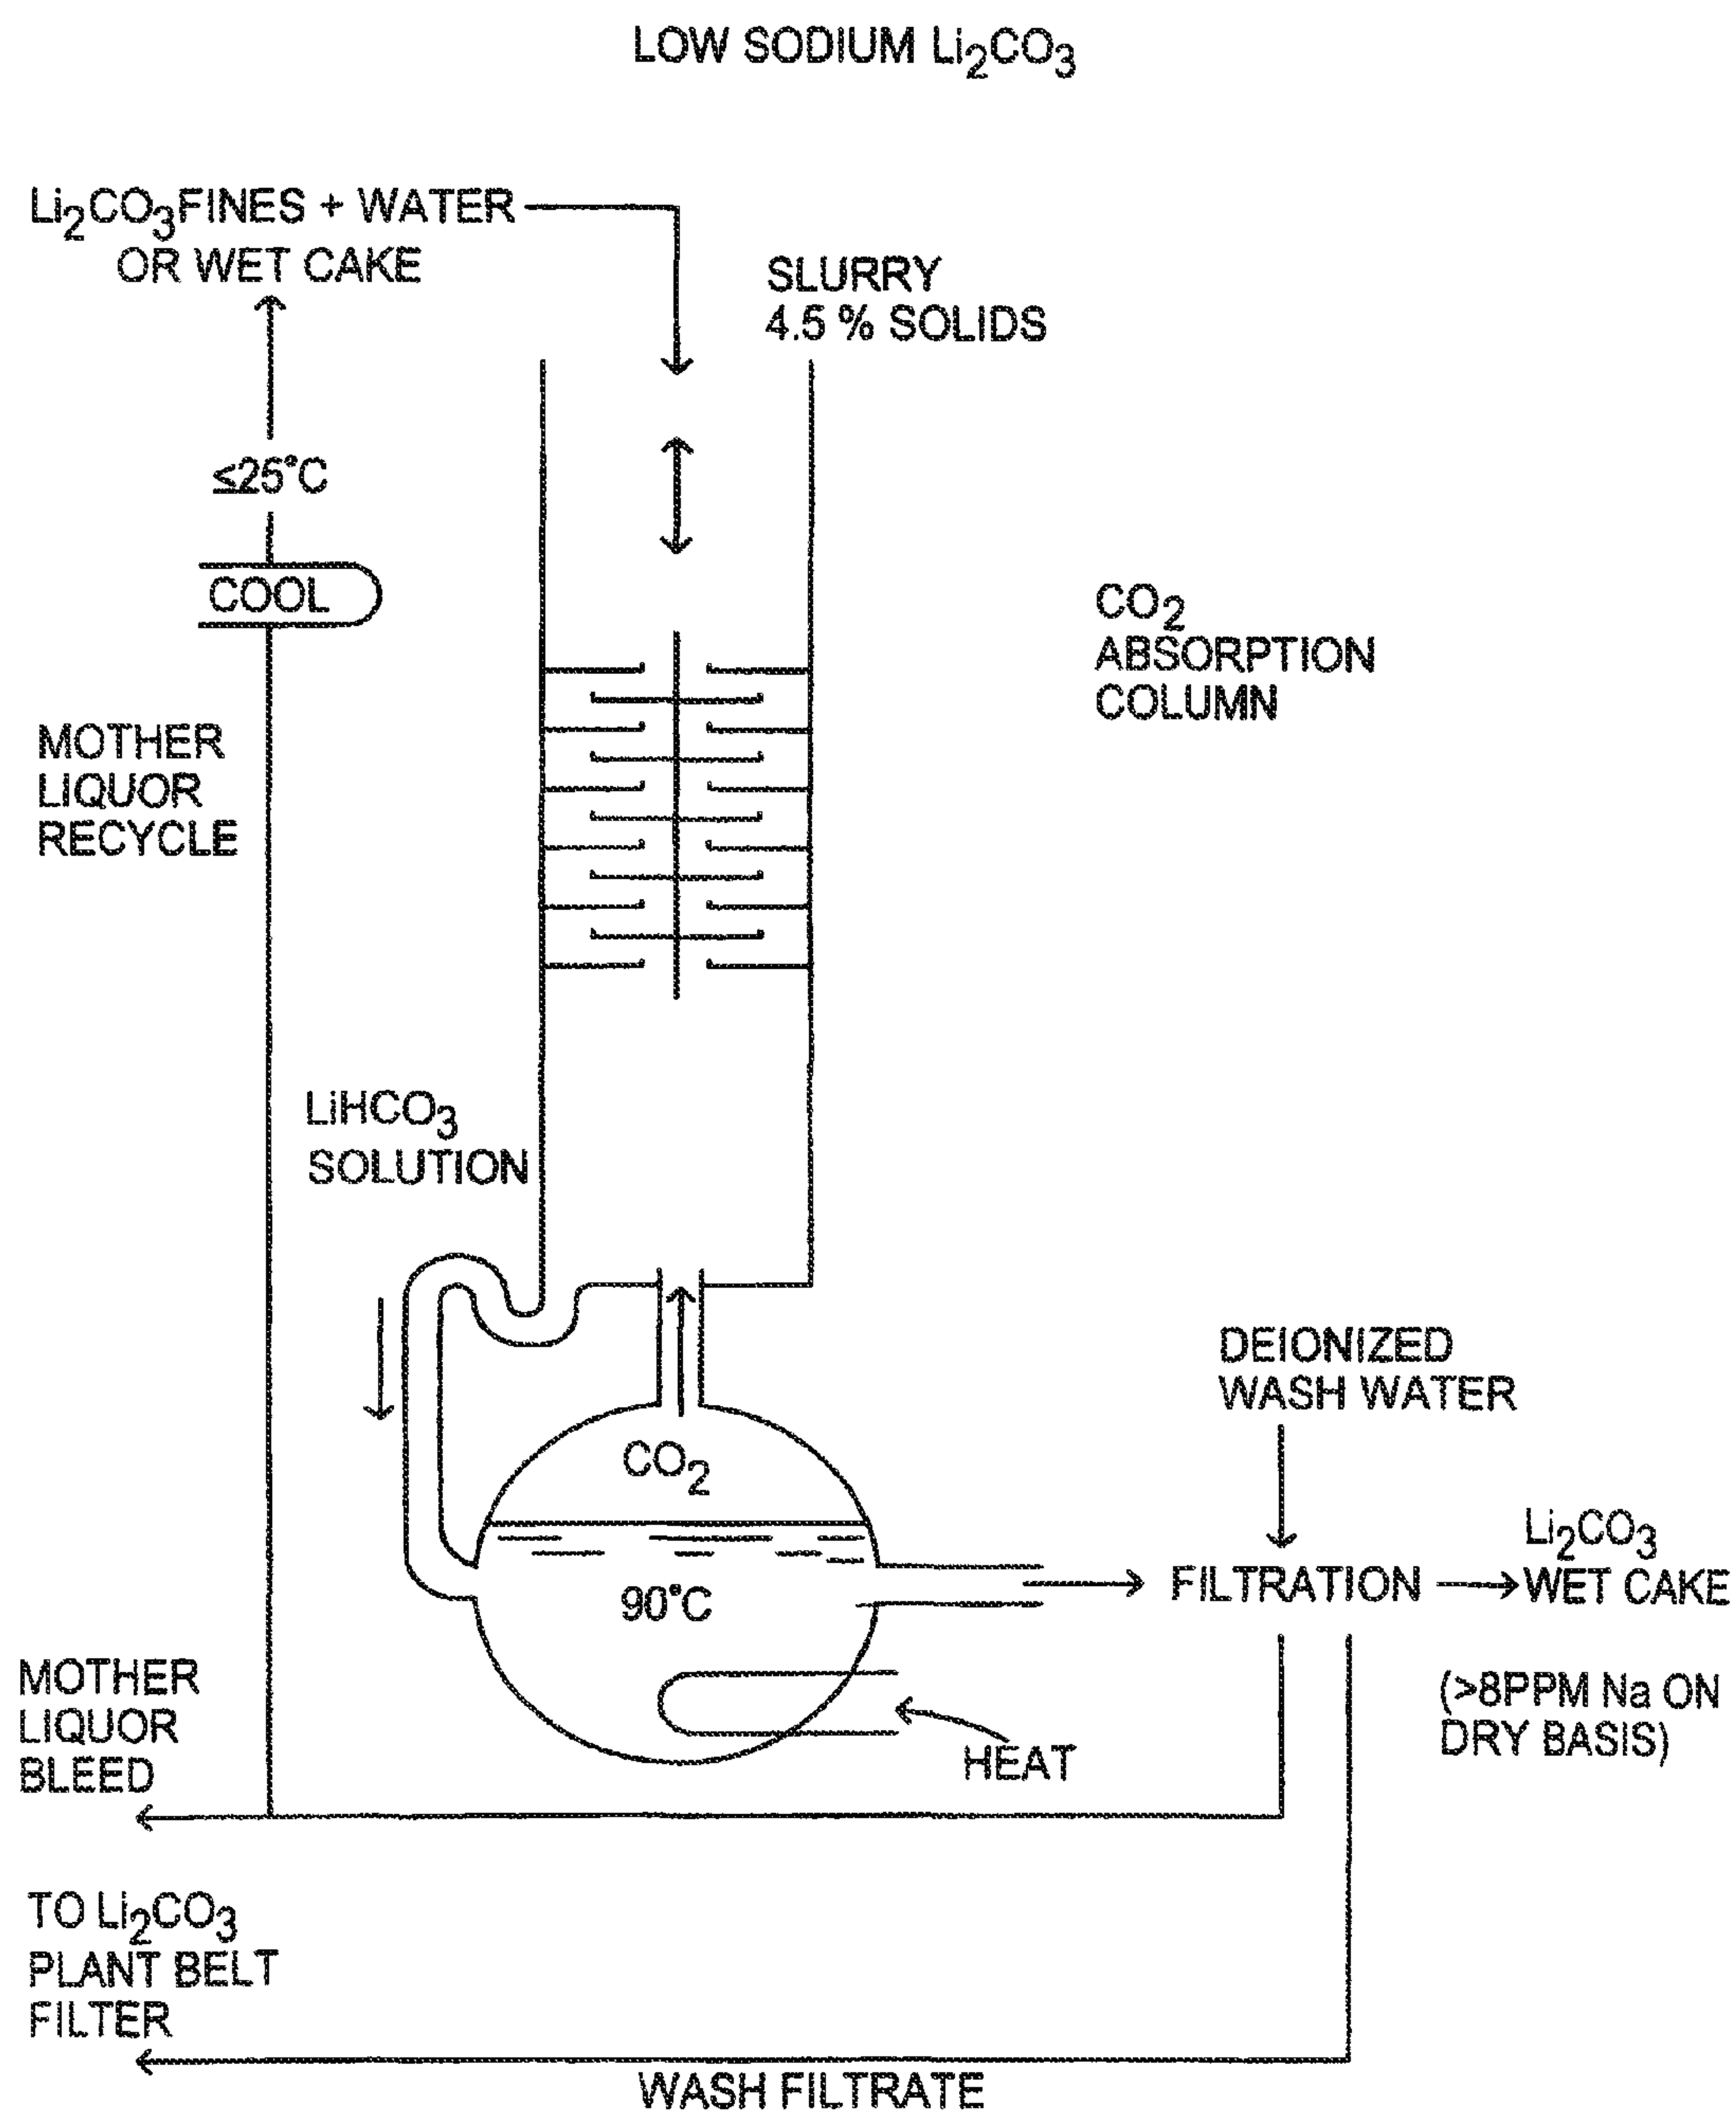 LOW SODIUM Li₂CO₃
Li₂CO₃FINES + WATER
OR WET CAKE
SLURRY
4.5 % SOLIDS
≤25°C
COOL
CO₂
ABSORPTION
COLUMN
MOTHER
LIQUOR
RECYCLE
LiHCO₃
SOLUTION
DEIONIZED
WASH WATER
CO₂
90°C
FILTRATION
Li₂CO₃
WET CAKE
(>8PPM Na ON
DRY BASIS)
HEAT
MOTHER
LIQUOR
BLEED
TO Li₂CO₃
PLANT BELT
FILTER
WASH FILTRATE